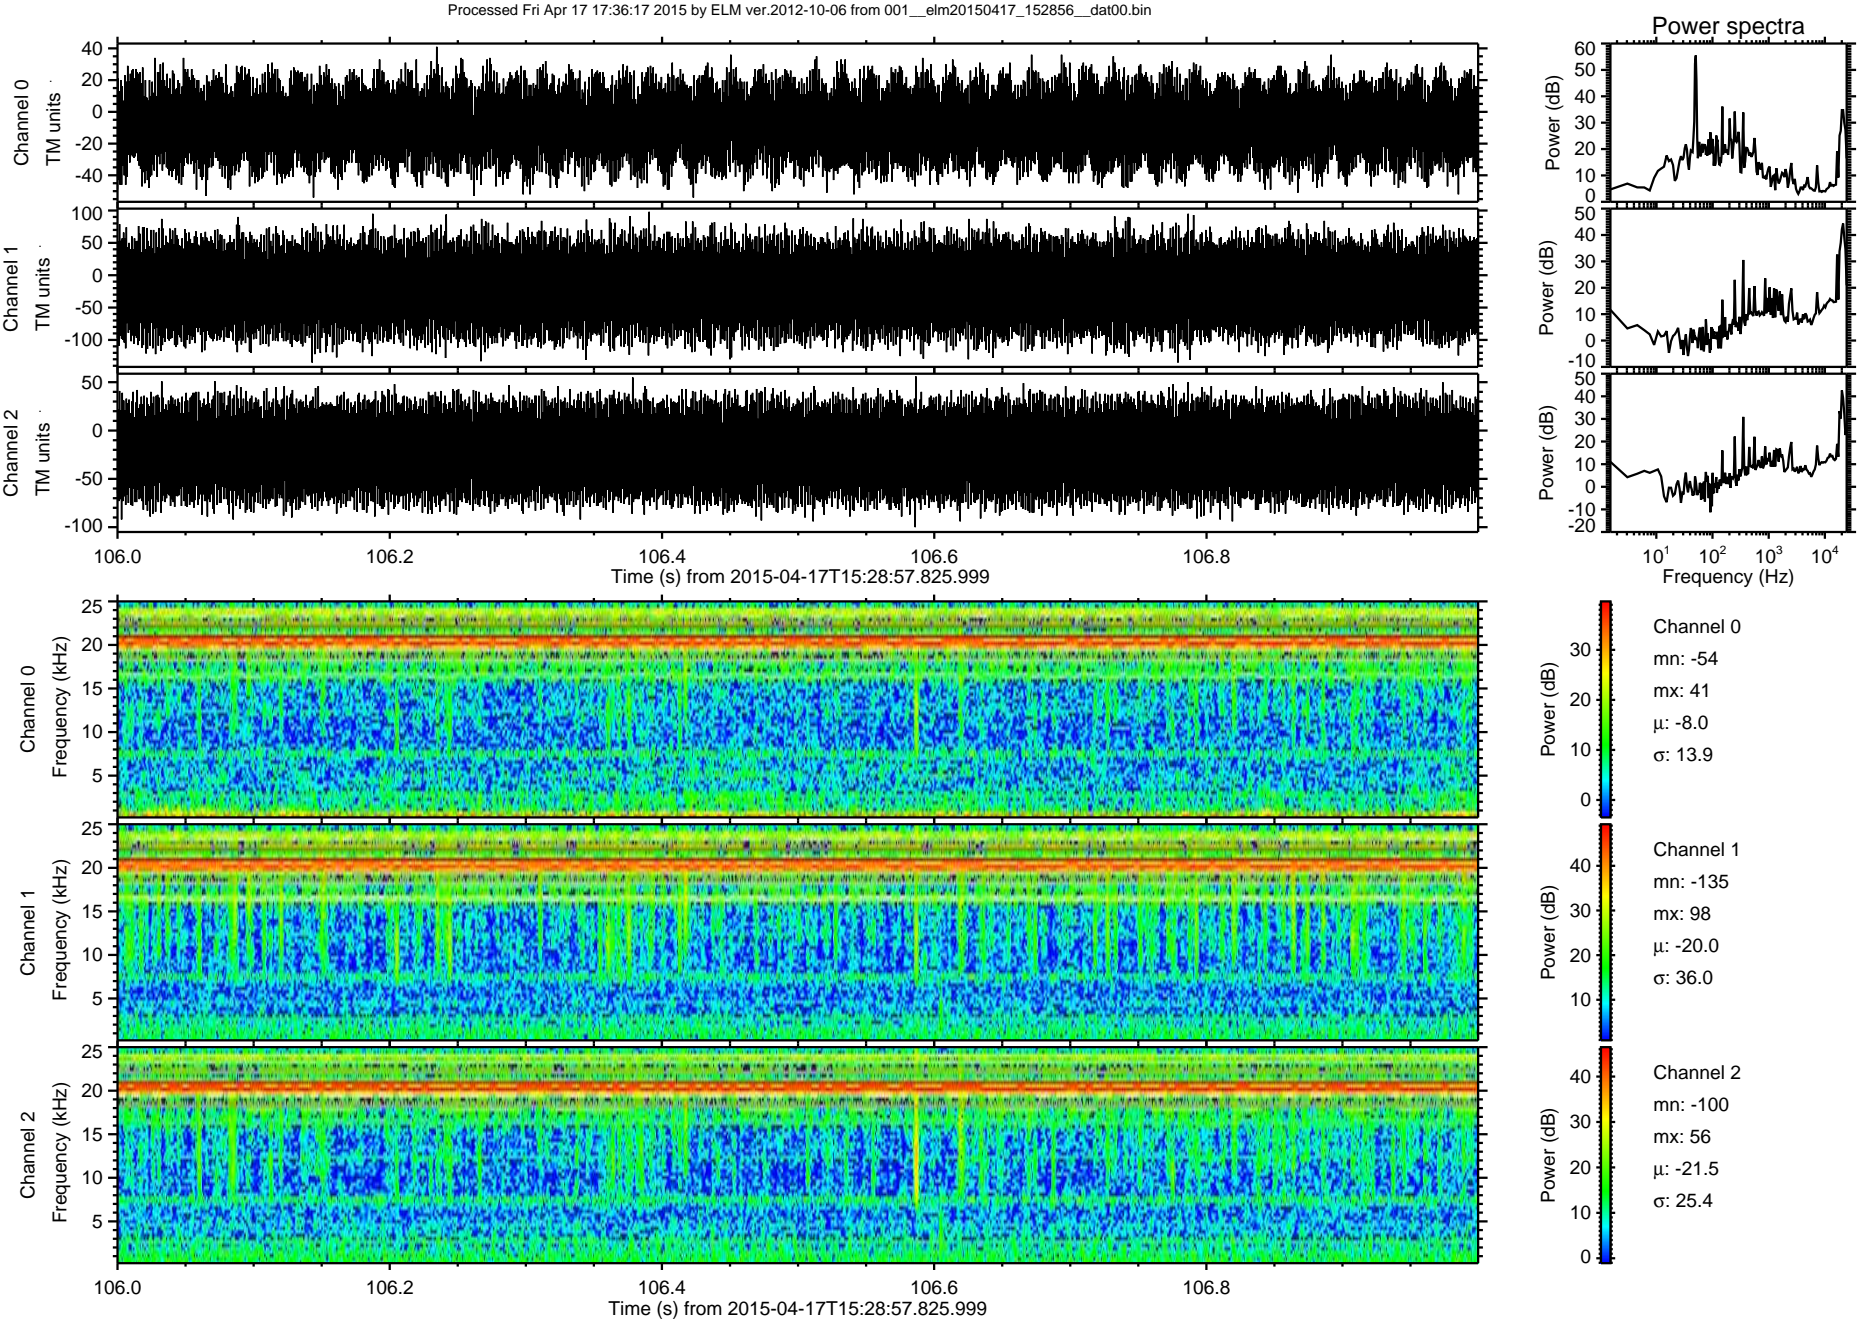 Processed Fri Apr 17 17:36:17 2015 by ELM ver.2012-10-06 from 001__elm20150417_152856__dat00.bin
Power spectra
Channel 0
TM units
40
20
0
-20
-40
Power (dB)
60
50
40
30
20
10
0
Channel 1
TM units
100
50
0
-50
-100
Power (dB)
50
40
30
20
10
0
-10
Channel 2
TM units
50
0
-50
-100
Power (dB)
50
40
30
20
10
0
-10
-20
106.0 106.2 106.4 106.6 106.8
Time (s) from 2015-04-17T15:28:57.825.999
10^1 10^2 10^3 10^4
Frequency (Hz)
Channel 0
Frequency (kHz)
25
20
15
10
5
Power (dB)
30
20
10
0
Channel 0
mn: -54
mx: 41
μ: -8.0
σ: 13.9
Channel 1
Frequency (kHz)
25
20
15
10
5
Power (dB)
40
30
20
10
Channel 1
mn: -135
mx: 98
μ: -20.0
σ: 36.0
Channel 2
Frequency (kHz)
25
20
15
10
5
Power (dB)
40
30
20
10
0
Channel 2
mn: -100
mx: 56
μ: -21.5
σ: 25.4
106.0 106.2 106.4 106.6 106.8
Time (s) from 2015-04-17T15:28:57.825.999